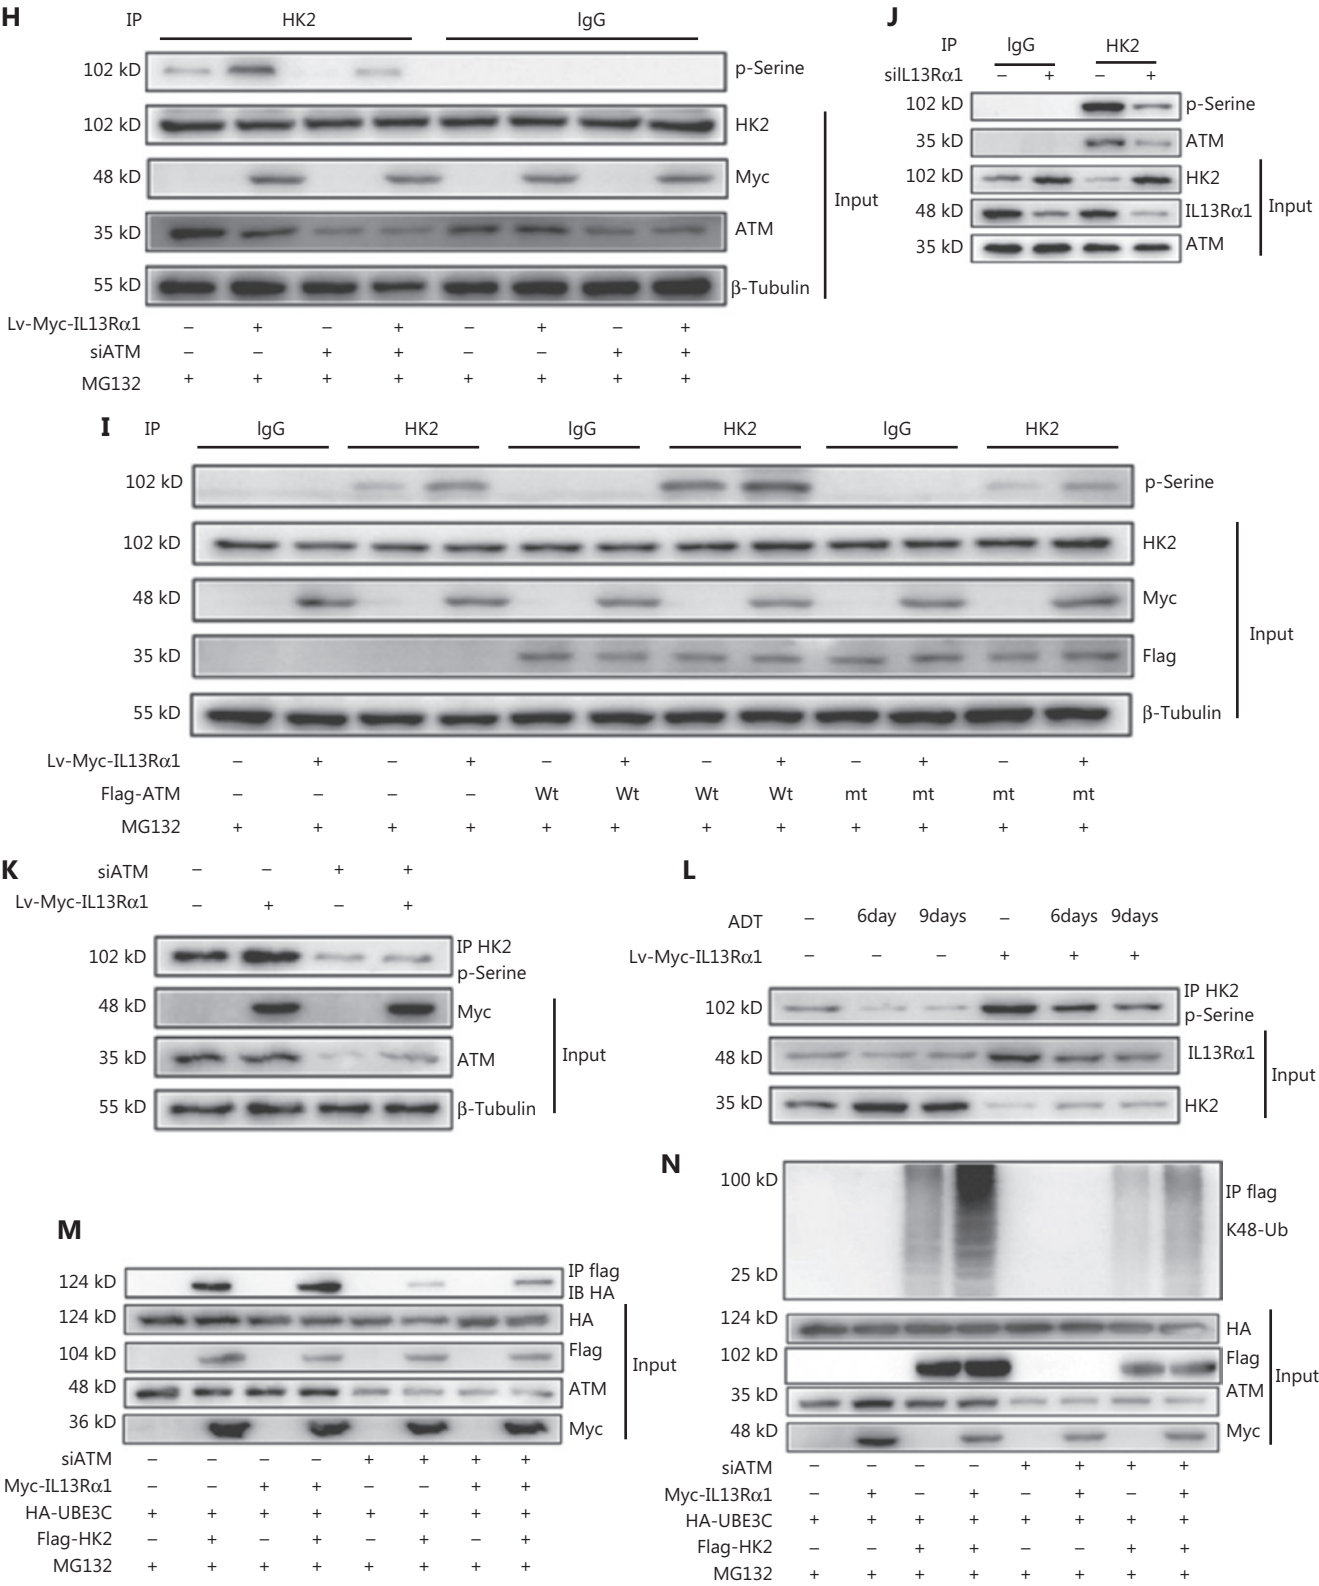 H IP HK2 IgG
102 kD p-Serine
102 kD HK2
48 kD Myc
35 kD ATM
55 kD β-Tubulin
Input
Lv-Myc-IL13Rα1 – + – + – + – +
siATM – – + + – – + +
MG132 + + + + + + + +
J IP IgG HK2
siIL13Rα1 – + – +
102 kD p-Serine
35 kD ATM
102 kD HK2
48 kD IL13Rα1
35 kD ATM
Input
I IP IgG HK2 IgG HK2 IgG HK2
102 kD p-Serine
102 kD HK2
48 kD Myc
35 kD Flag
55 kD β-Tubulin
Input
Lv-Myc-IL13Rα1 – + – + – + – + – + – +
Flag-ATM – – – – Wt Wt Wt Wt mt mt mt mt
MG132 + + + + + + + + + + + +
K siATM – – + +
Lv-Myc-IL13Rα1 – + – +
102 kD IP HK2
p-Serine
48 kD Myc
35 kD ATM
55 kD β-Tubulin
Input
L
ADT – 6day 9days – 6days 9days
Lv-Myc-IL13Rα1 – – – + + +
102 kD IP HK2
p-Serine
48 kD IL13Rα1
35 kD HK2
Input
M
124 kD IP flag
IB HA
124 kD HA
104 kD Flag
48 kD ATM
36 kD Myc
Input
siATM – – – – + + + +
Myc-IL13Rα1 – – + + – – + +
HA-UBE3C + + + + + + + +
Flag-HK2 – + – + – + – +
MG132 + + + + + + + +
N
100 kD IP flag
K48-Ub
25 kD
124 kD HA
102 kD Flag
35 kD ATM
48 kD Myc
Input
siATM – – – – + + + +
Myc-IL13Rα1 – + – + – + – +
HA-UBE3C + + + + + + + +
Flag-HK2 – – + + – – + +
MG132 + + + + + + + +